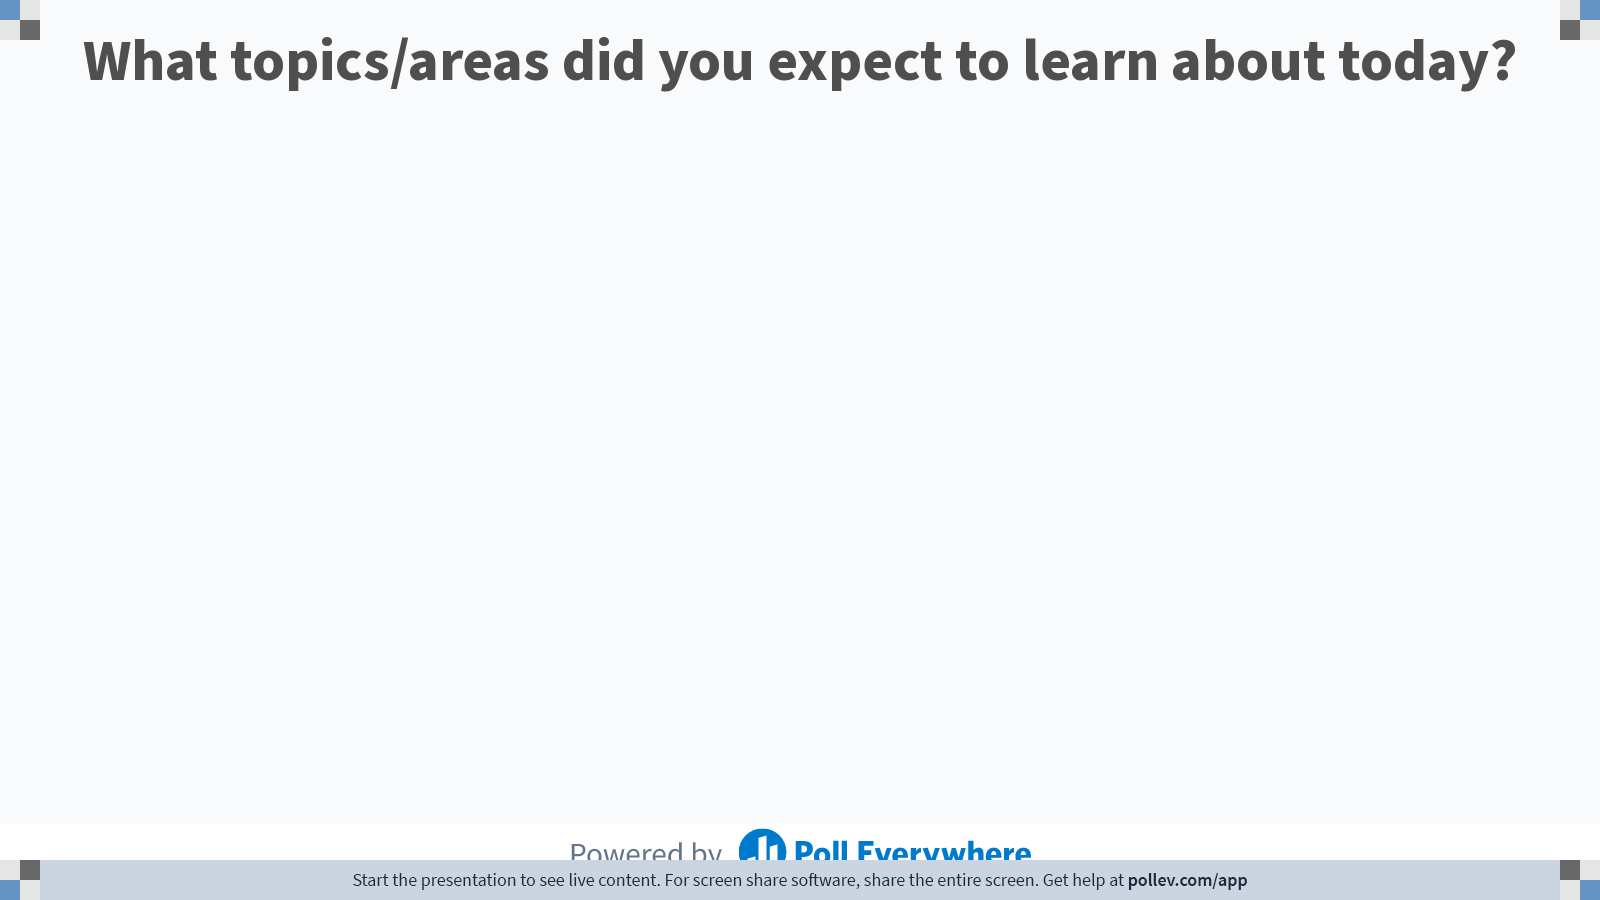 What topics/areas did you expect to learn about today?
Powered by Poll Everywhere
Start the presentation to see live content. For screen share software, share the entire screen. Get help at pollev.com/app